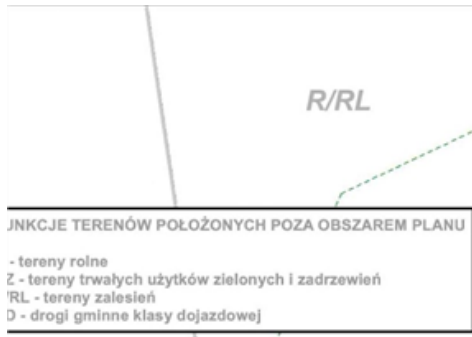 R/RL
UNKCJE TERENÓW POŁOŻONYCH POZA OBSZAREM PLANU
- tereny rolne
Z - tereny trwałych użytków zielonych i zadrzewień
/RL - tereny zalesień
D - drogi gminne klasy dojazdowej